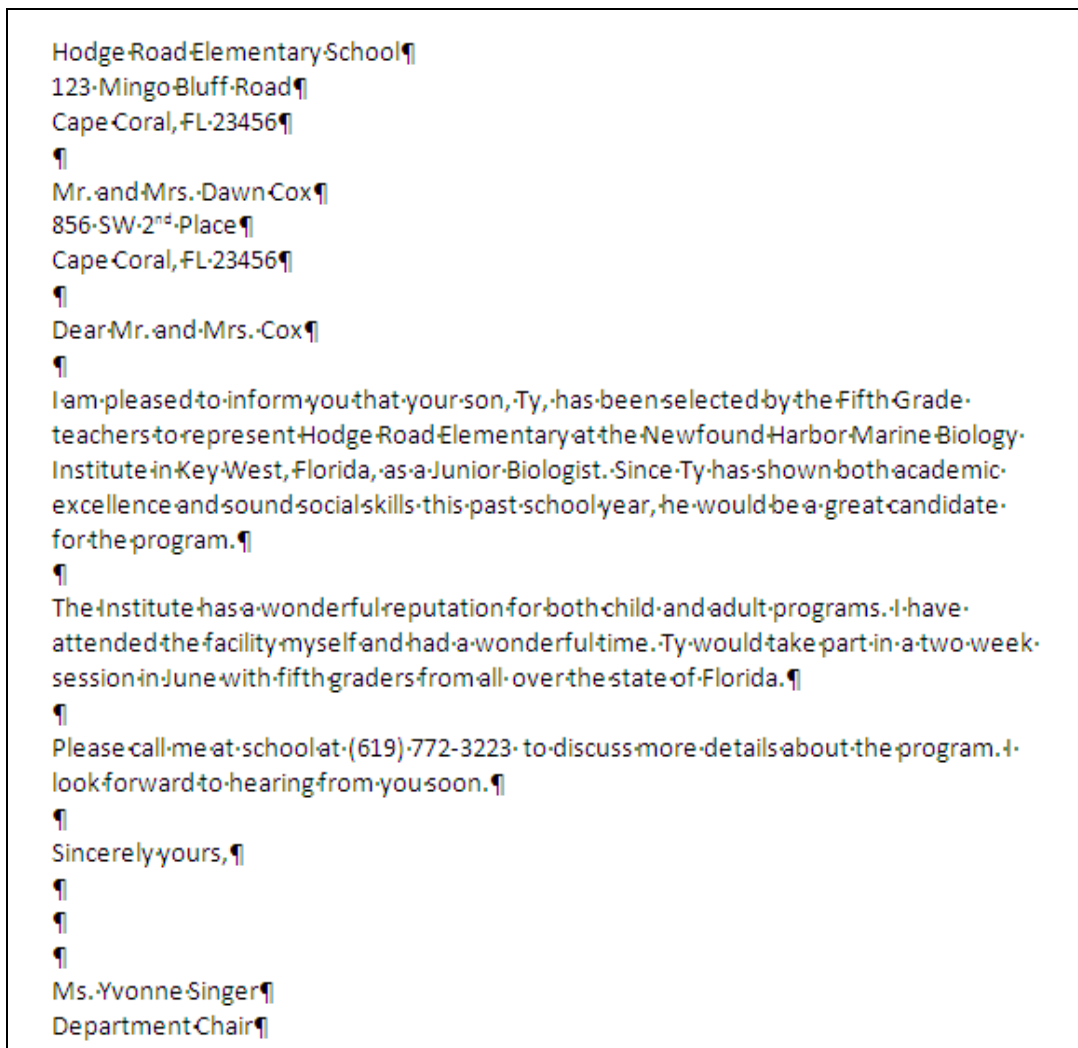 Hodge·Road·Elementary·School¶
123·Mingo·Bluff·Road¶
Cape·Coral,·FL·23456¶
¶
Mr.·and·Mrs.·Dawn·Cox¶
856·SW·2ⁿᵈ·Place¶
Cape·Coral,·FL·23456¶
¶
Dear·Mr.·and·Mrs.·Cox¶
¶
I·am·pleased·to·inform·you·that·your·son,·Ty,·has·been·selected·by·the·Fifth·Grade·
teachers·to·represent·Hodge·Road·Elementary·at·the·Newfound·Harbor·Marine·Biology·
Institute·in·Key·West,·Florida,·as·a·Junior·Biologist.·Since·Ty·has·shown·both·academic·
excellence·and·sound·social·skills·this·past·school·year,·he·would·be·a·great·candidate·
for·the·program.¶
¶
The·Institute·has·a·wonderful·reputation·for·both·child·and·adult·programs.·I·have·
attended·the·facility·myself·and·had·a·wonderful·time.·Ty·would·take·part·in·a·two·week·
session·in·June·with·fifth·graders·from·all·over·the·state·of·Florida.¶
¶
Please·call·me·at·school·at·(619)·772-3223·to·discuss·more·details·about·the·program.·I·
look·forward·to·hearing·from·you·soon.¶
¶
Sincerely·yours,¶
¶
¶
¶
Ms.·Yvonne·Singer¶
Department·Chair¶